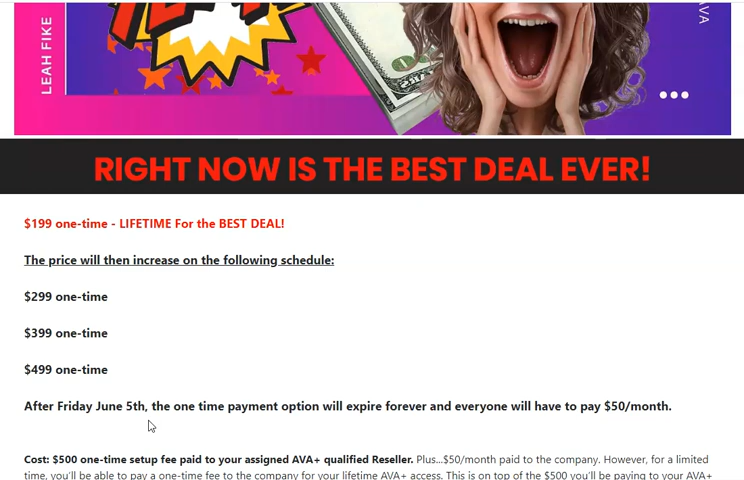 LEAH FIKE
AVA
RIGHT NOW IS THE BEST DEAL EVER!
$199 one-time - LIFETIME For the BEST DEAL!
The price will then increase on the following schedule:
$299 one-time
$399 one-time
$499 one-time
After Friday June 5th, the one time payment option will expire forever and everyone will have to pay $50/month.
Cost: $500 one-time setup fee paid to your assigned AVA+ qualified Reseller. Plus...$50/month paid to the company. However, for a limited
time, you'll be able to pay a one-time fee to the company for your lifetime AVA+ access. This is on top of the $500 you'll be paying to your AVA+